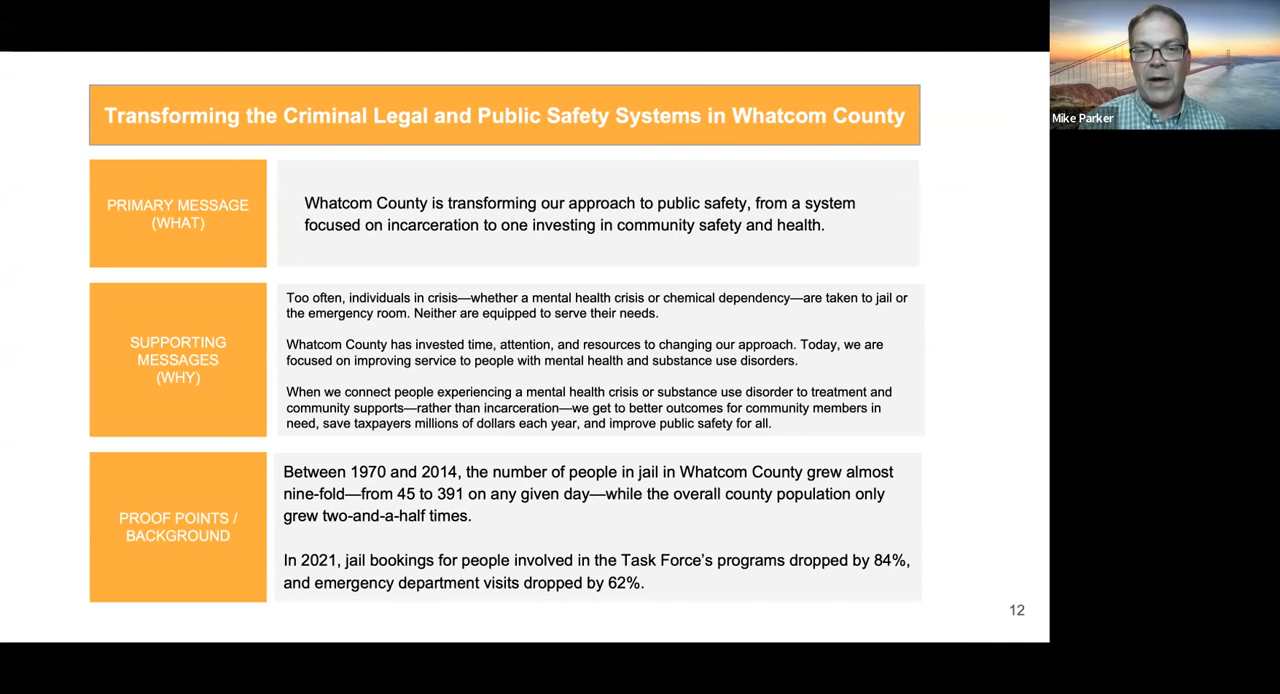 Transforming the Criminal Legal and Public Safety Systems in Whatcom County
PRIMARY MESSAGE
(WHAT)
Whatcom County is transforming our approach to public safety, from a system
focused on incarceration to one investing in community safety and health.
SUPPORTING
MESSAGES
(WHY)
Too often, individuals in crisis—whether a mental health crisis or chemical dependency—are taken to jail or
the emergency room. Neither are equipped to serve their needs.
Whatcom County has invested time, attention, and resources to changing our approach. Today, we are
focused on improving service to people with mental health and substance use disorders.
When we connect people experiencing a mental health crisis or substance use disorder to treatment and
community supports—rather than incarceration—we get to better outcomes for community members in
need, save taxpayers millions of dollars each year, and improve public safety for all.
PROOF POINTS /
BACKGROUND
Between 1970 and 2014, the number of people in jail in Whatcom County grew almost
nine-fold—from 45 to 391 on any given day—while the overall county population only
grew two-and-a-half times.
In 2021, jail bookings for people involved in the Task Force’s programs dropped by 84%,
and emergency department visits dropped by 62%.
12
Mike Parker